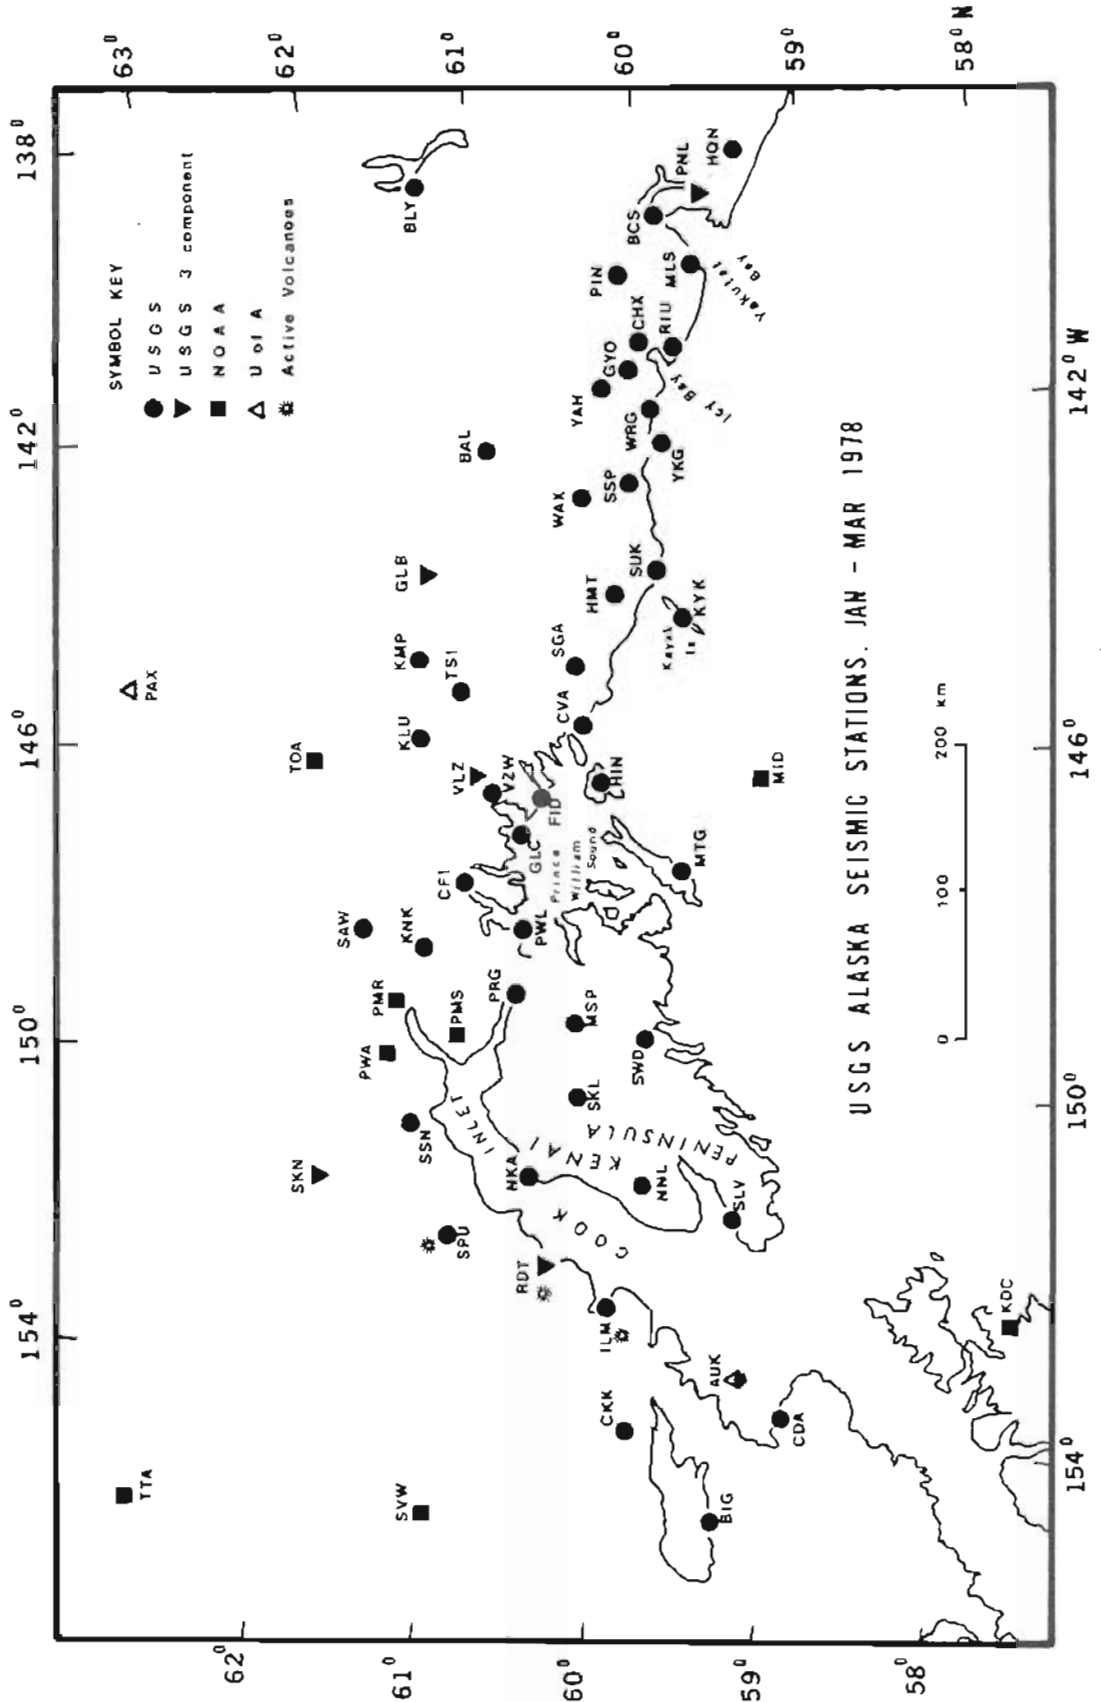 SYMBOL KEY
USGS
USGS 3 component
NOAA
U of A
Active Volcanoes
154°
150°
146°
142°
138°
63°
62°
61°
60°
59°
58° N
62°
61°
60°
59°
58°
154°
150°
146°
142° W
TTA
SVW
SKN
SPU
SSN
PWA
PMR
PMS
SAW
KNK
CFI
TOA
PAX
KLU
KMP
TSI
GLB
VLZ
VZW
FID
GLC
PWL
PRG
BAL
BLY
Prince
William
Sound
CVA
SGA
HIN
MTG
MID
HMT
SUK
Kayak
Is
KYK
WAX
SSP
YKG
WRG
YAH
GYO
CHX
RIU
PIN
MLS
BCS
PNL
HQN
Icy Bay
Yakutat
Bay
COOK
INLET
KENAI
PENINSULA
NKA
MSP
SKL
SWD
NNL
SLV
RDT
ILM
CKK
AUK
CDA
BIG
KDC
0 100 200 km
USGS ALASKA SEISMIC STATIONS. JAN - MAR 1978